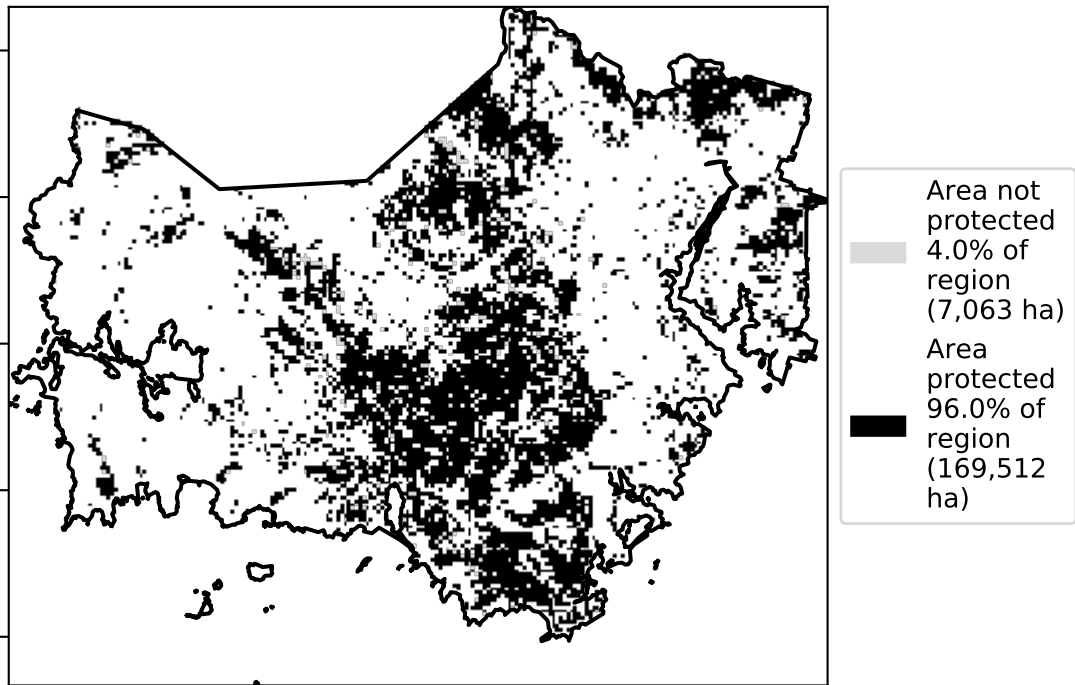 Area not
protected
4.0% of
region
(7,063 ha)
Area
protected
96.0% of
region
(169,512
ha)